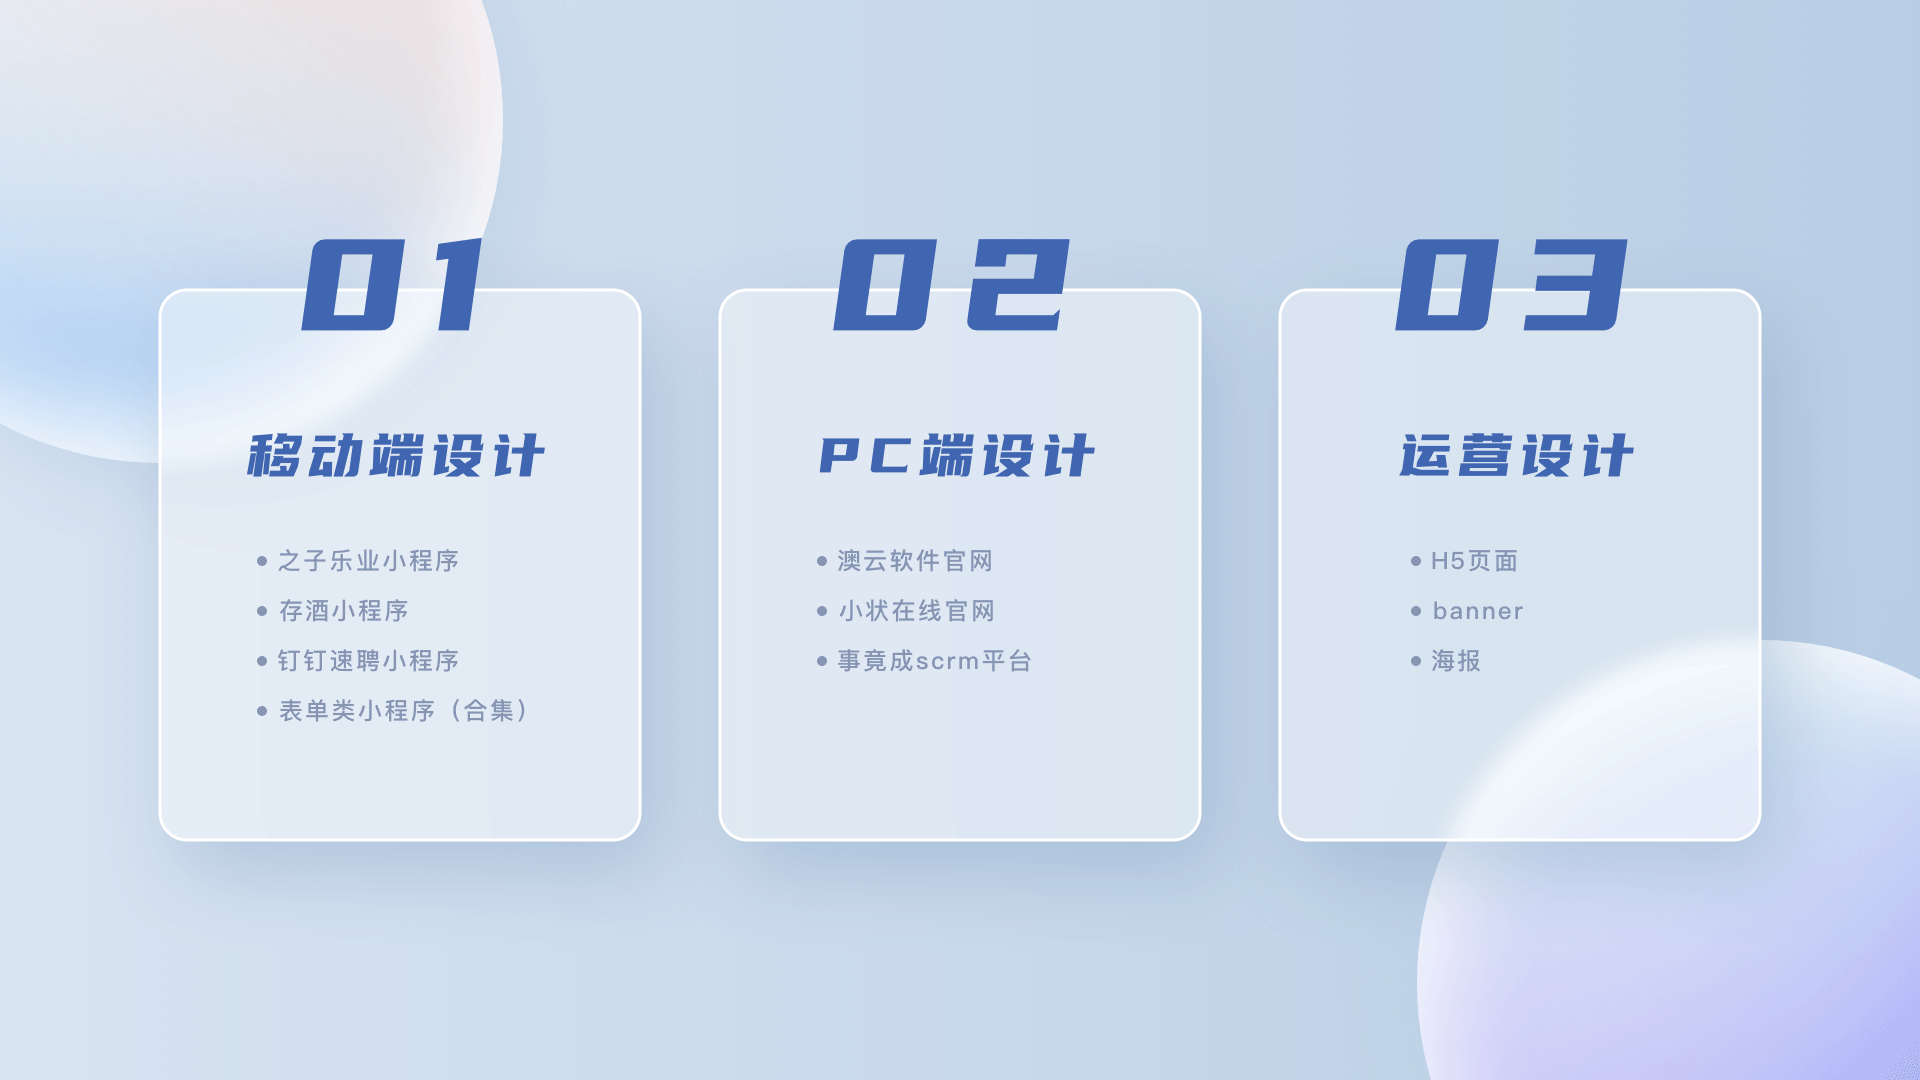 01
移动端设计
之子乐业小程序
存酒小程序
钉钉速聘小程序
表单类小程序（合集）
02
PC端设计
澳云软件官网
小状在线官网
事竟成scrm平台
03
运营设计
H5页面
banner
海报